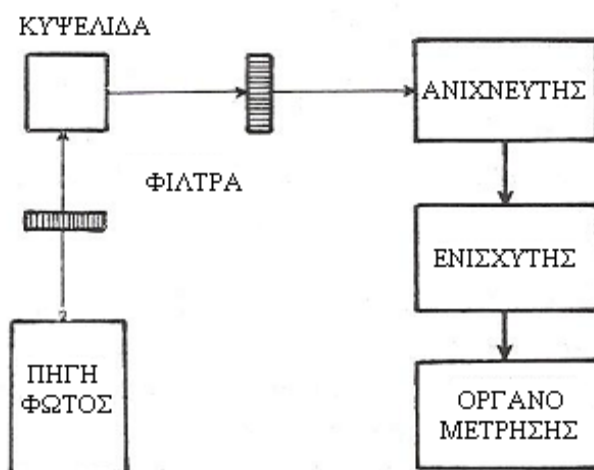 ΚΥΨΕΛΙΔΑ
ΑΝΙΧΝΕΥΤΗΣ
ΦΙΛΤΡΑ
ΕΝΙΣΧΥΤΗΣ
ΠΗΓΗ
ΦΩΤΟΣ
ΟΡΓΑΝΟ
ΜΕΤΡΗΣΗΣ